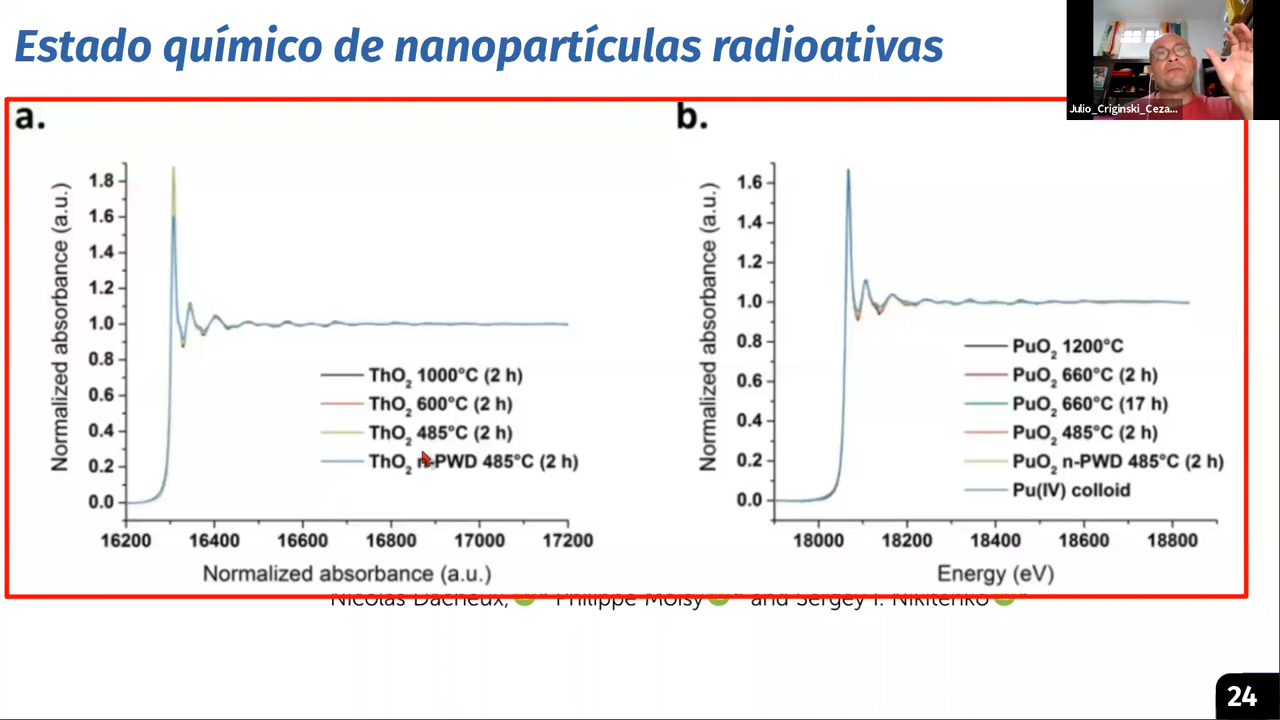 Estado químico de nanopartículas radioativas
Julio_Criginski_Ceza...
a.
Normalized absorbance (a.u.)
1.8
1.6
1.4
1.2
1.0
0.8
0.6
0.4
0.2
0.0
ThO2 1000°C (2 h)
ThO2 600°C (2 h)
ThO2 485°C (2 h)
ThO2 n-PWD 485°C (2 h)
16200 16400 16600 16800 17000 17200
Normalized absorbance (a.u.)
b.
Normalized absorbance (a.u.)
1.6
1.4
1.2
1.0
0.8
0.6
0.4
0.2
0.0
PuO2 1200°C
PuO2 660°C (2 h)
PuO2 660°C (17 h)
PuO2 485°C (2 h)
PuO2 n-PWD 485°C (2 h)
Pu(IV) colloid
18000 18200 18400 18600 18800
Energy (eV)
Nicolas Dacheux, Philippe Moisy and Sergey I. Nikitenko
24